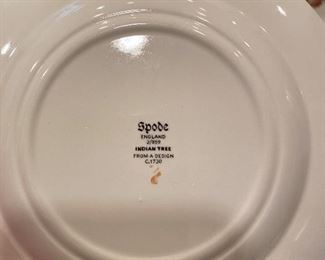 Spode
ENGLAND
2/959
INDIAN TREE
FROM A DESIGN
C.1730